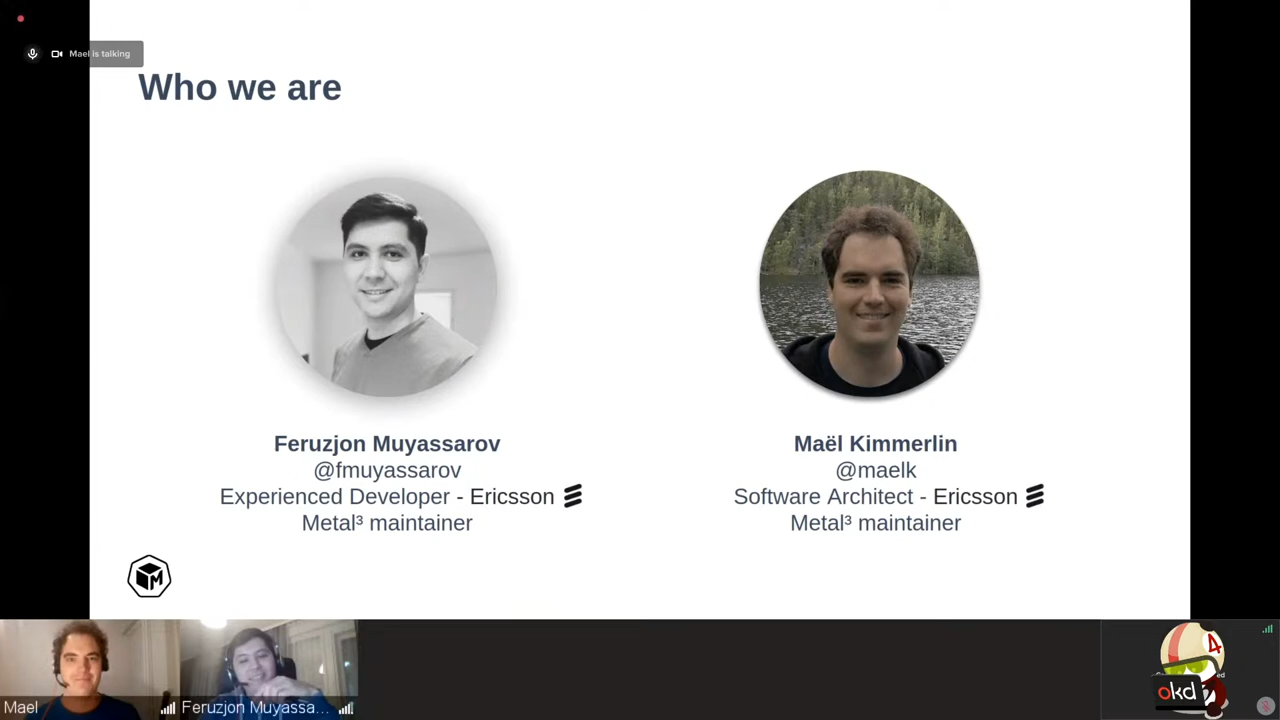 Mael is talking
Who we are
Feruzjon Muyassarov
@fmuyassarov
Experienced Developer - Ericsson
Metal³ maintainer
Maël Kimmerlin
@maelk
Software Architect - Ericsson
Metal³ maintainer
M
Mael
Feruzjon Muyassa...
4
okd